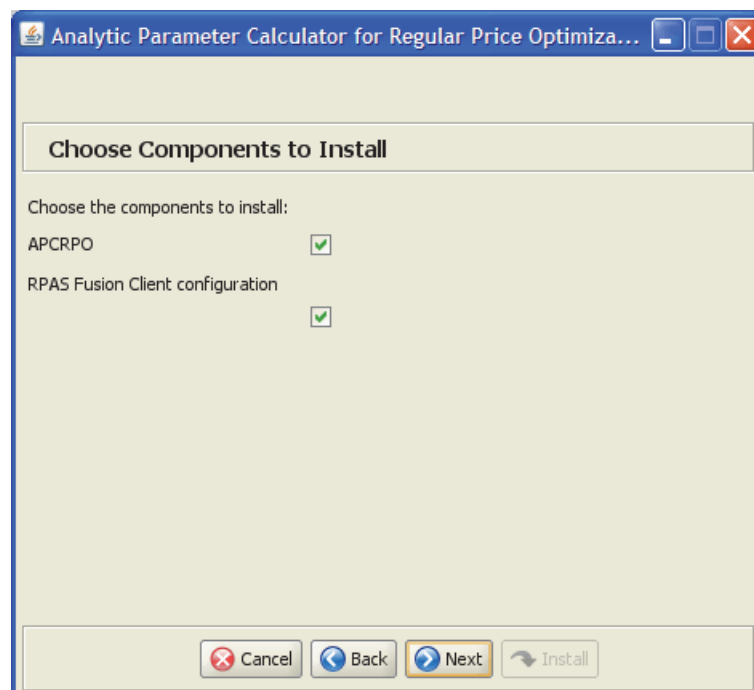 Analytic Parameter Calculator for Regular Price Optimiza...
Choose Components to Install
Choose the components to install:
APCRPO
RPAS Fusion Client configuration
Cancel Back Next Install